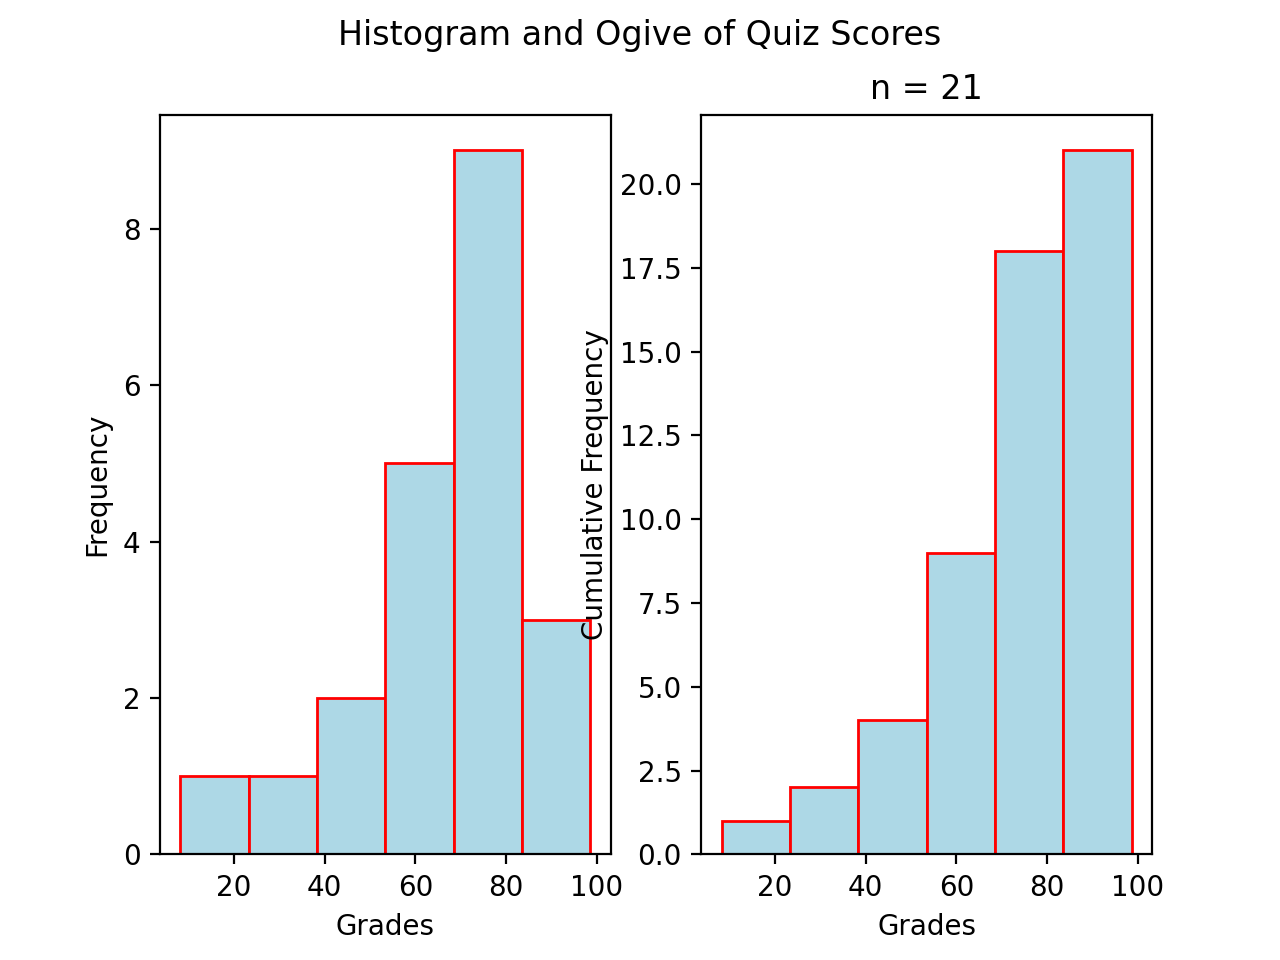 Histogram and Ogive of Quiz Scores
Frequency
8
6
4
2
0
20 40 60 80 100
Grades
n = 21
Cumulative Frequency
20.0
17.5
15.0
12.5
10.0
7.5
5.0
2.5
0.0
20 40 60 80 100
Grades